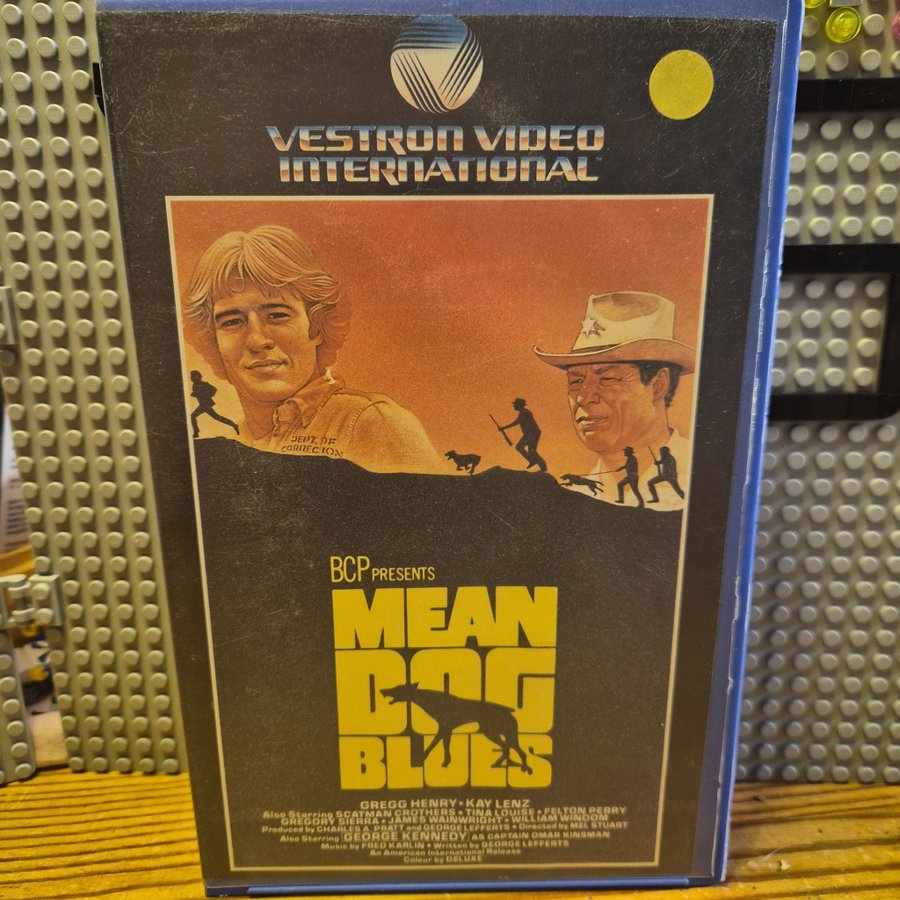 VESTRON VIDEO
INTERNATIONAL™
DEPT. OF
CORRECTION
BCP PRESENTS
MEAN
DOG
BLUES
GREGG HENRY • KAY LENZ
Also Starring SCATMAN CROTHERS • TINA LOUISE • FELTON PERRY
GREGORY SIERRA • JAMES WAINWRIGHT • WILLIAM WINDOM
Produced by CHARLES A. PRATT and GEORGE LEFFERTS • Directed by MEL STUART
Also Starring GEORGE KENNEDY AS CAPTAIN OMAR KINSMAN
Music by FRED KARLIN • Written by GEORGE LEFFERTS
An American International Release
Colour by DELUXE